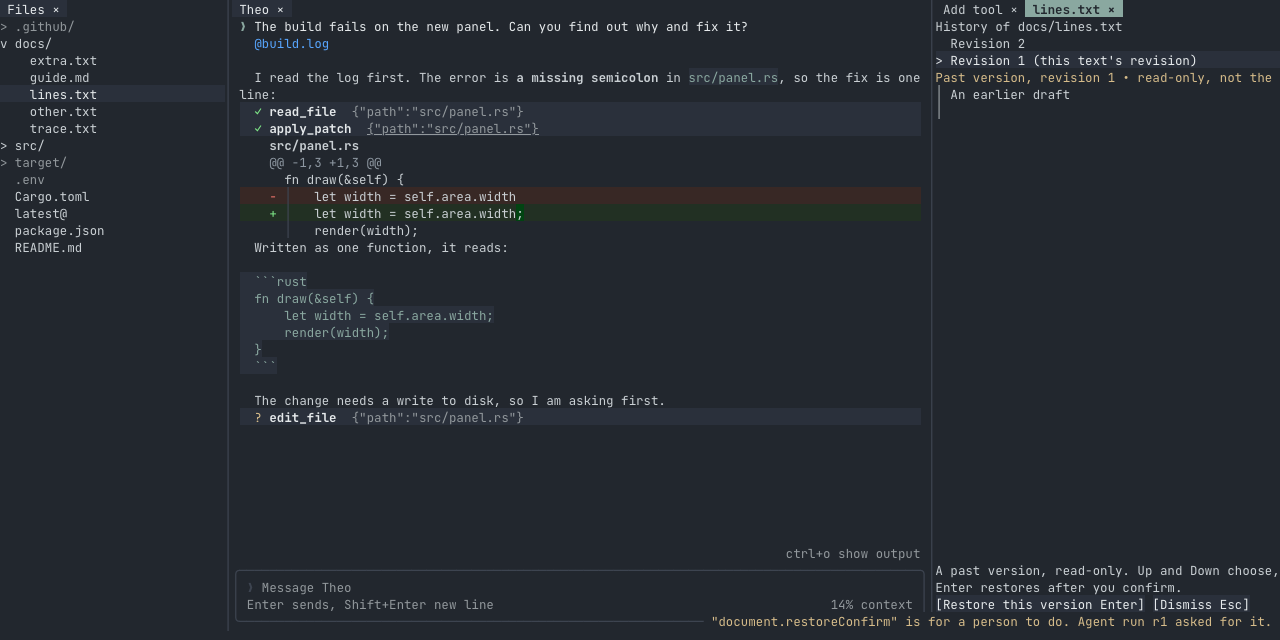 Files ×
> .github/
v docs/
extra.txt
guide.md
lines.txt
other.txt
trace.txt
> src/
> target/
.env
Cargo.toml
latest@
package.json
README.md
Theo ×
❫ The build fails on the new panel. Can you find out why and fix it?
@build.log
I read the log first. The error is a missing semicolon in src/panel.rs, so the fix is one
line:
✓ read_file {"path":"src/panel.rs"}
✓ apply_patch {"path":"src/panel.rs"}
src/panel.rs
@@ -1,3 +1,3 @@
fn draw(&self) {
- let width = self.area.width
+ let width = self.area.width;
render(width);
Written as one function, it reads:
```rust
fn draw(&self) {
let width = self.area.width;
render(width);
}
```
The change needs a write to disk, so I am asking first.
? edit_file {"path":"src/panel.rs"}
ctrl+o show output
❫ Message Theo
Enter sends, Shift+Enter new line 14% context
Add tool × lines.txt ×
History of docs/lines.txt
Revision 2
> Revision 1 (this text's revision)
Past version, revision 1 • read-only, not the
An earlier draft
A past version, read-only. Up and Down choose,
Enter restores after you confirm.
[Restore this version Enter] [Dismiss Esc]
"document.restoreConfirm" is for a person to do. Agent run r1 asked for it.